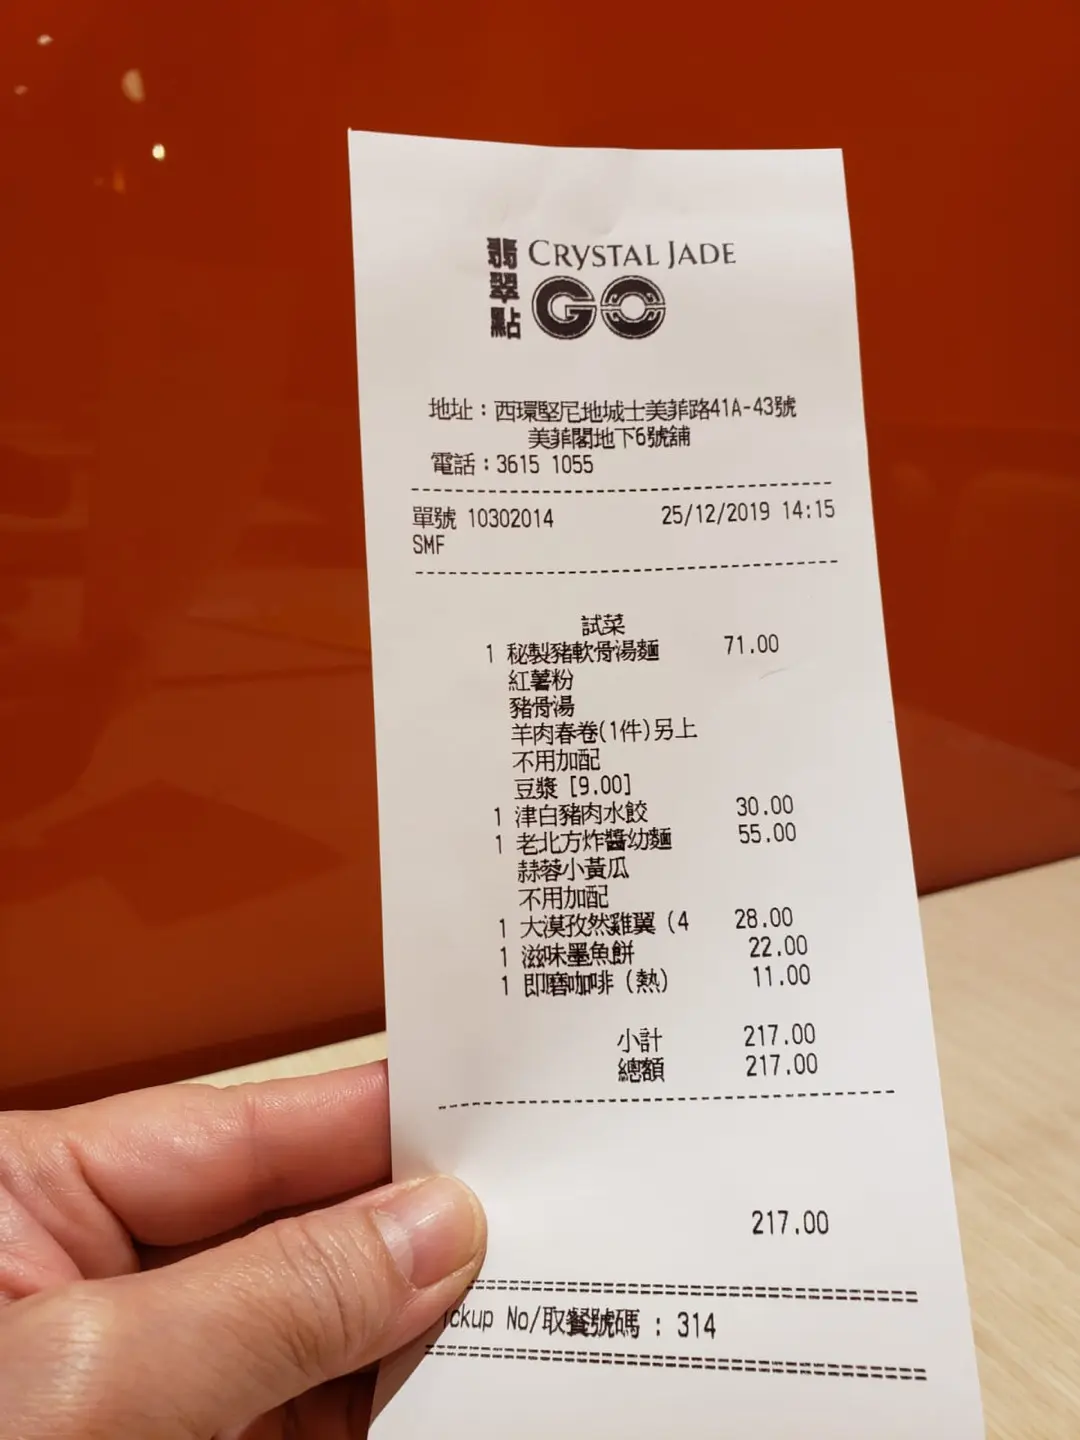 翡翠點 CRYSTAL JADE
GO
地址：西環堅尼地城士美菲路41A-43號
美菲閣地下6號舖
電話：3615 1055
單號 10302014 25/12/2019 14:15
SMF
試菜
1 秘製豬軟骨湯麵 71.00
紅薯粉
豬骨湯
羊肉春卷(1件)另上
不用加配
豆漿 [9.00]
1 津白豬肉水餃 30.00
1 老北方炸醬幼麵 55.00
蒜蓉小黃瓜
不用加配
1 大漠孜然雞翼 (4 28.00
1 滋味墨魚餅 22.00
1 即磨咖啡 (熱) 11.00
小計 217.00
總額 217.00
217.00
ickup No/取餐號碼 : 314